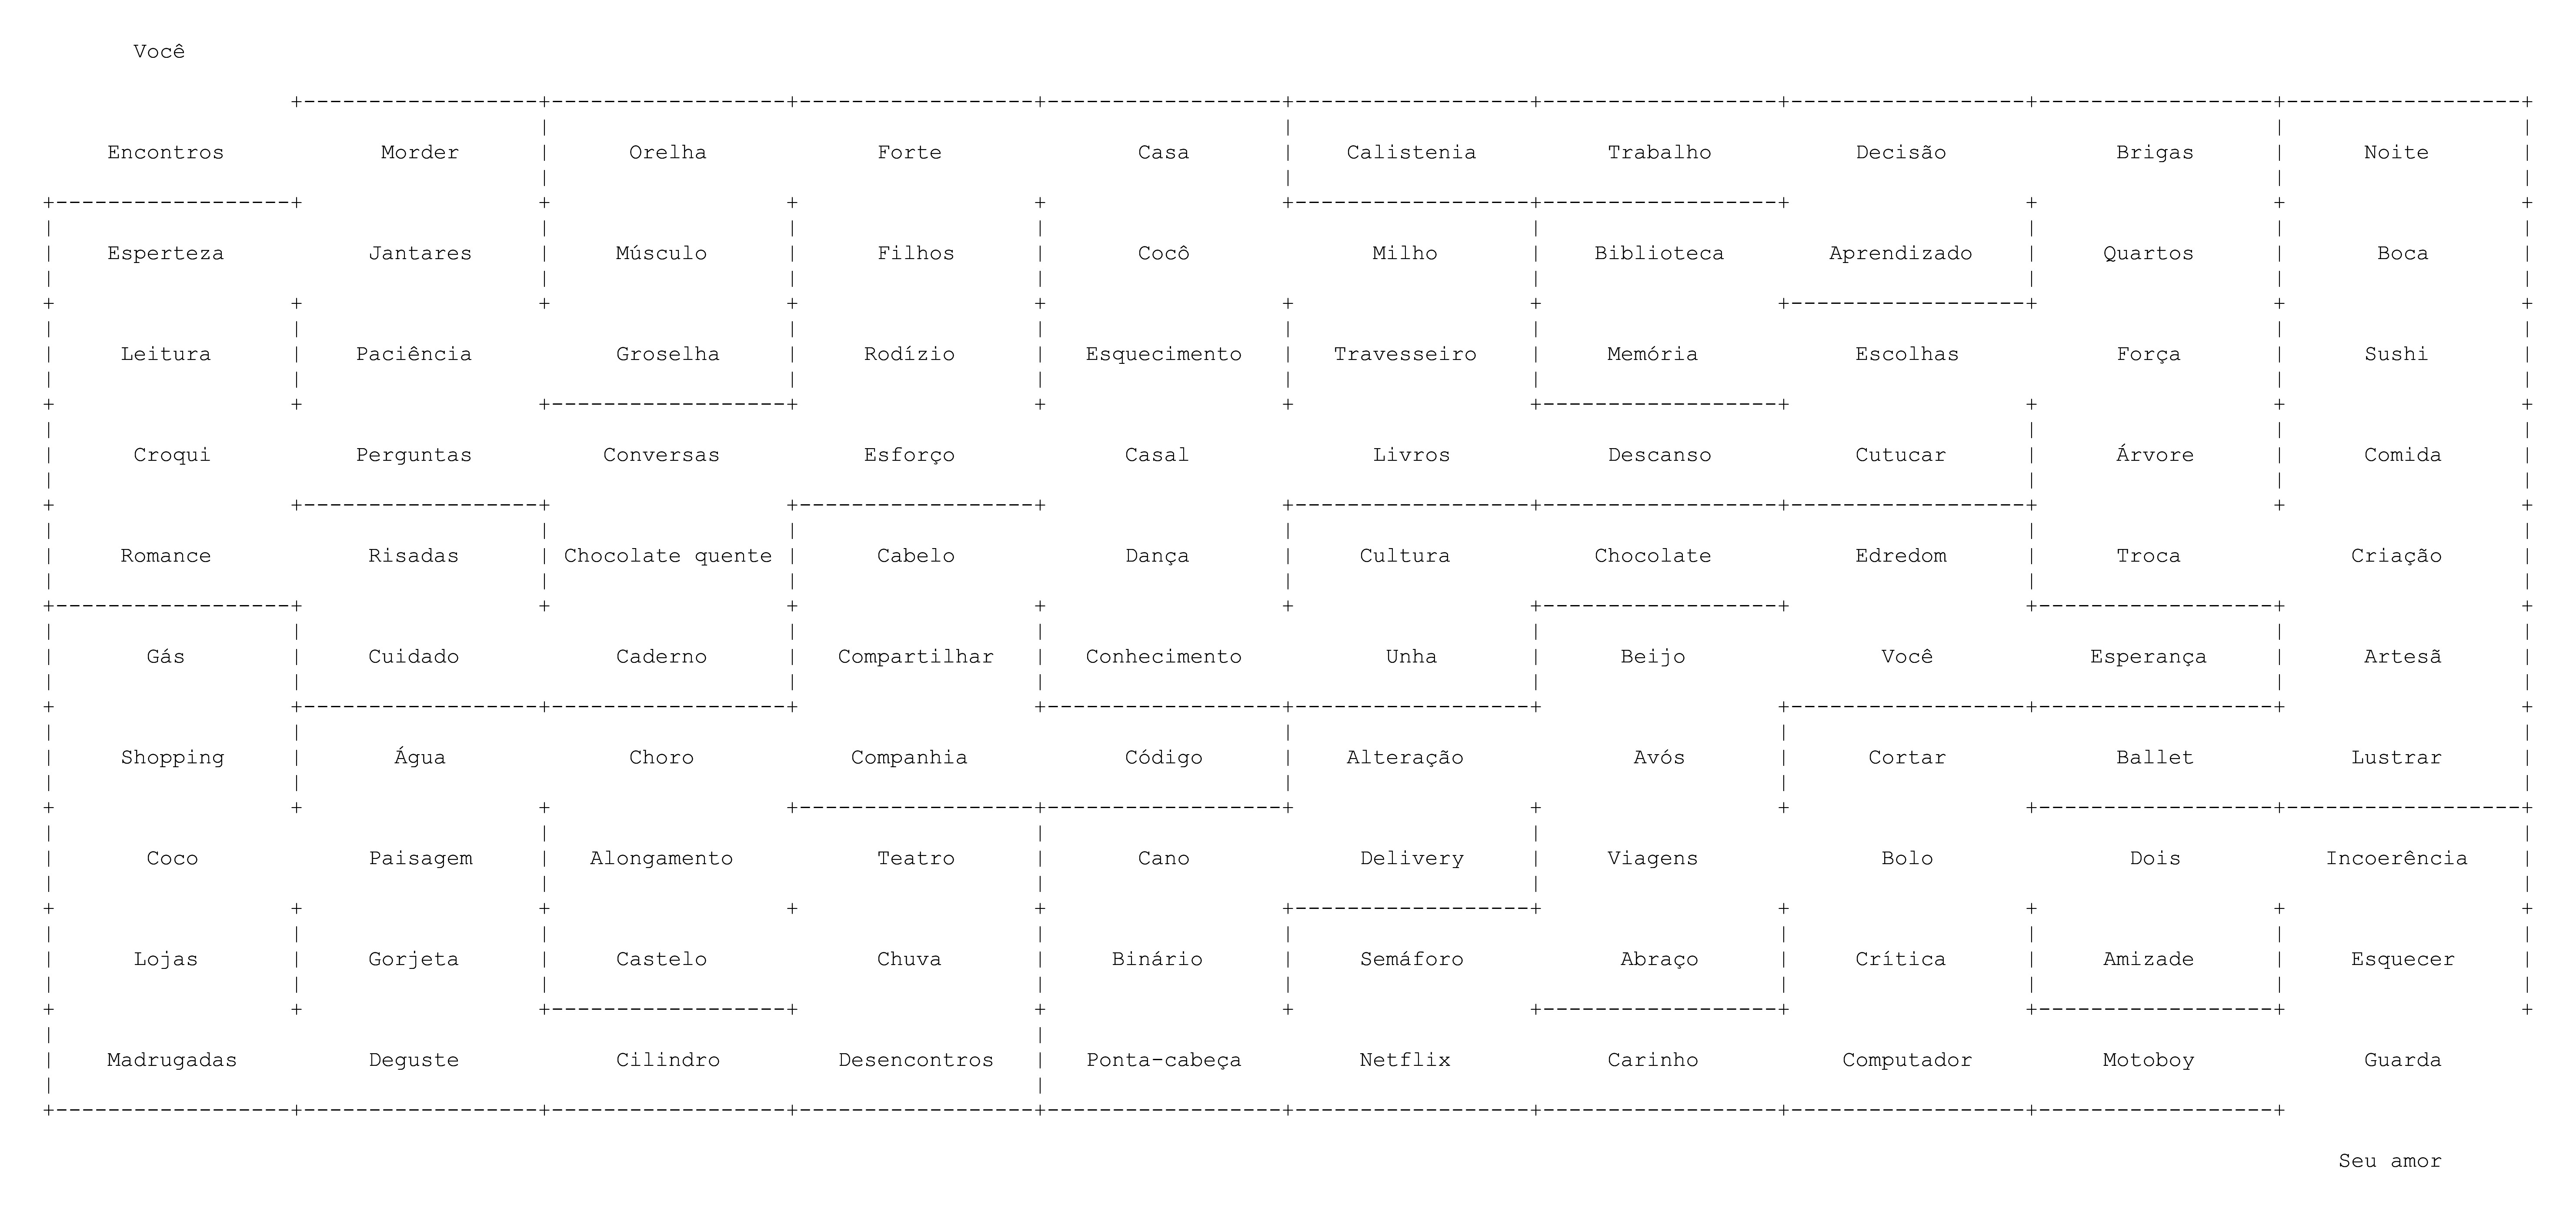 Você
Encontros Morder Orelha Forte Casa Calistenia Trabalho Decisão Brigas Noite
Esperteza Jantares Músculo Filhos Cocô Milho Biblioteca Aprendizado Quartos Boca
Leitura Paciência Groselha Rodízio Esquecimento Travesseiro Memória Escolhas Força Sushi
Croqui Perguntas Conversas Esforço Casal Livros Descanso Cutucar Árvore Comida
Romance Risadas Chocolate quente Cabelo Dança Cultura Chocolate Edredom Troca Criação
Gás Cuidado Caderno Compartilhar Conhecimento Unha Beijo Você Esperança Artesã
Shopping Água Choro Companhia Código Alteração Avós Cortar Ballet Lustrar
Coco Paisagem Alongamento Teatro Cano Delivery Viagens Bolo Dois Incoerência
Lojas Gorjeta Castelo Chuva Binário Semáforo Abraço Crítica Amizade Esquecer
Madrugadas Deguste Cilindro Desencontros Ponta-cabeça Netflix Carinho Computador Motoboy Guarda
Seu amor